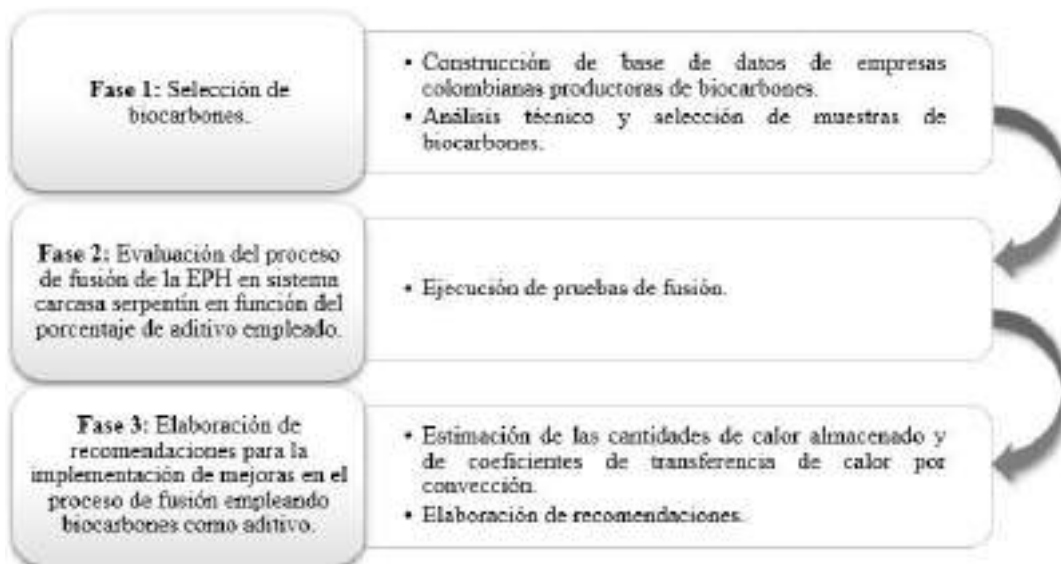 Fase 1: Selección de
biocarbones.
• Construcción de base de datos de empresas
colombianas productoras de biocarbones.
• Análisis técnico y selección de muestras de
biocarbones.
Fase 2: Evaluación del proceso
de fusión de la EPH en sistema
carcasa serpentín en función del
porcentaje de aditivo empleado.
• Ejecución de pruebas de fusión.
Fase 3: Elaboración de
recomendaciones para la
implementación de mejoras en el
proceso de fusión empleando
biocarbones como aditivo.
• Estimación de las cantidades de calor almacenado y
de coeficientes de transferencia de calor por
convección.
• Elaboración de recomendaciones.